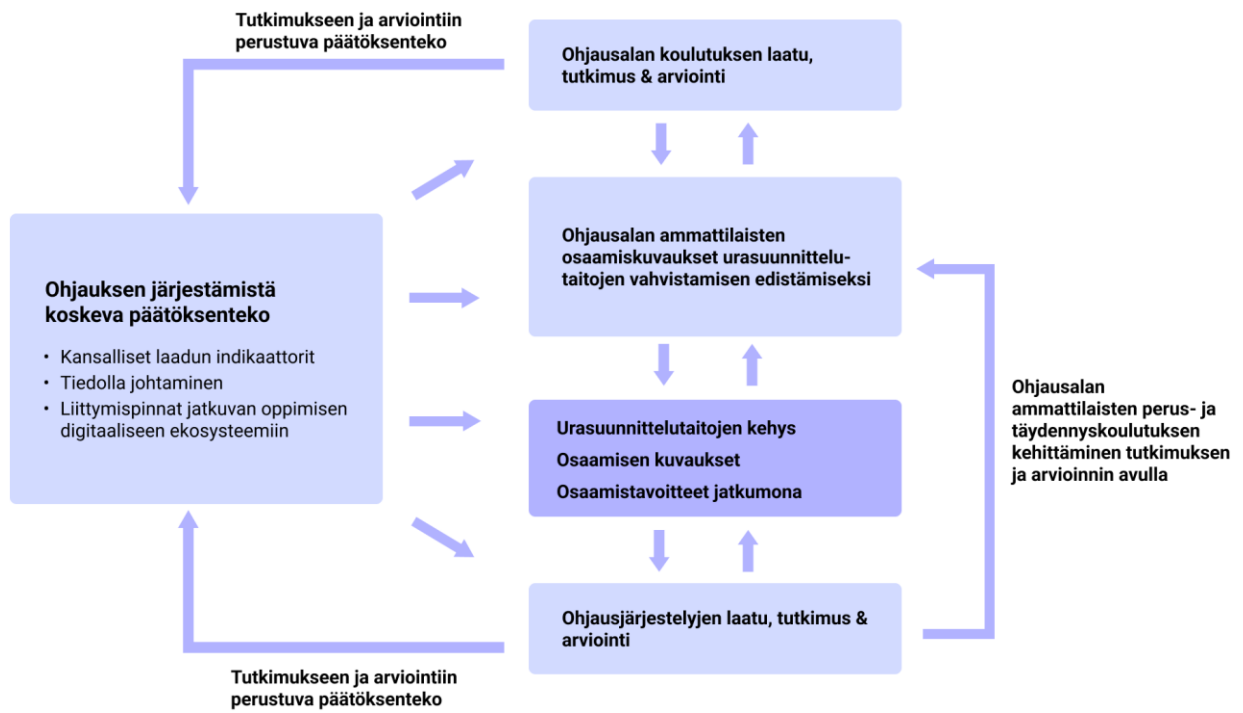 Tutkimukseen ja arviointiin
perustuva päätöksenteko
Ohjausalan koulutuksen laatu,
tutkimus & arviointi
Ohjausalan ammattilaisten
osaamiskuvaukset urasuunnittelu-
taitojen vahvistamisen edistämiseksi
Ohjauksen järjestämistä
koskeva päätöksenteko
• Kansalliset laadun indikaattorit
• Tiedolla johtaminen
• Liittymispinnat jatkuvan oppimisen
digitaaliseen ekosysteemiin
Urasuunnittelutaitojen kehys
Osaamisen kuvaukset
Osaamistavoitteet jatkumona
Ohjausalan
ammattilaisten perus- ja
täydennyskoulutuksen
kehittäminen tutkimuksen
ja arvioinnin avulla
Ohjausjärjestelyjen laatu, tutkimus &
arviointi
Tutkimukseen ja arviointiin
perustuva päätöksenteko